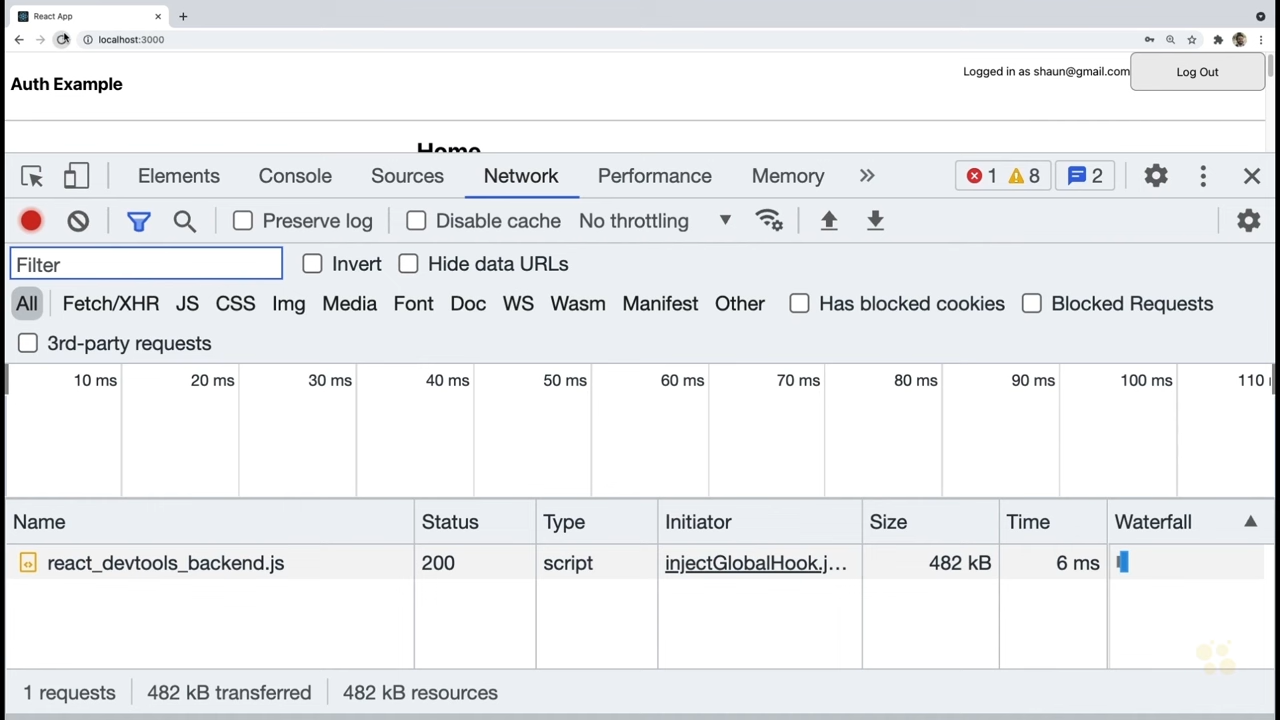 React App
localhost:3000
Auth Example
Logged in as shaun@gmail.com
Log Out
Home
Elements Console Sources Network Performance Memory 1 8 2
Preserve log Disable cache No throttling
Filter Invert Hide data URLs
All Fetch/XHR JS CSS Img Media Font Doc WS Wasm Manifest Other Has blocked cookies Blocked Requests
3rd-party requests
10 ms 20 ms 30 ms 40 ms 50 ms 60 ms 70 ms 80 ms 90 ms 100 ms 110
Name Status Type Initiator Size Time Waterfall
react_devtools_backend.js 200 script injectGlobalHook.j... 482 kB 6 ms
1 requests 482 kB transferred 482 kB resources